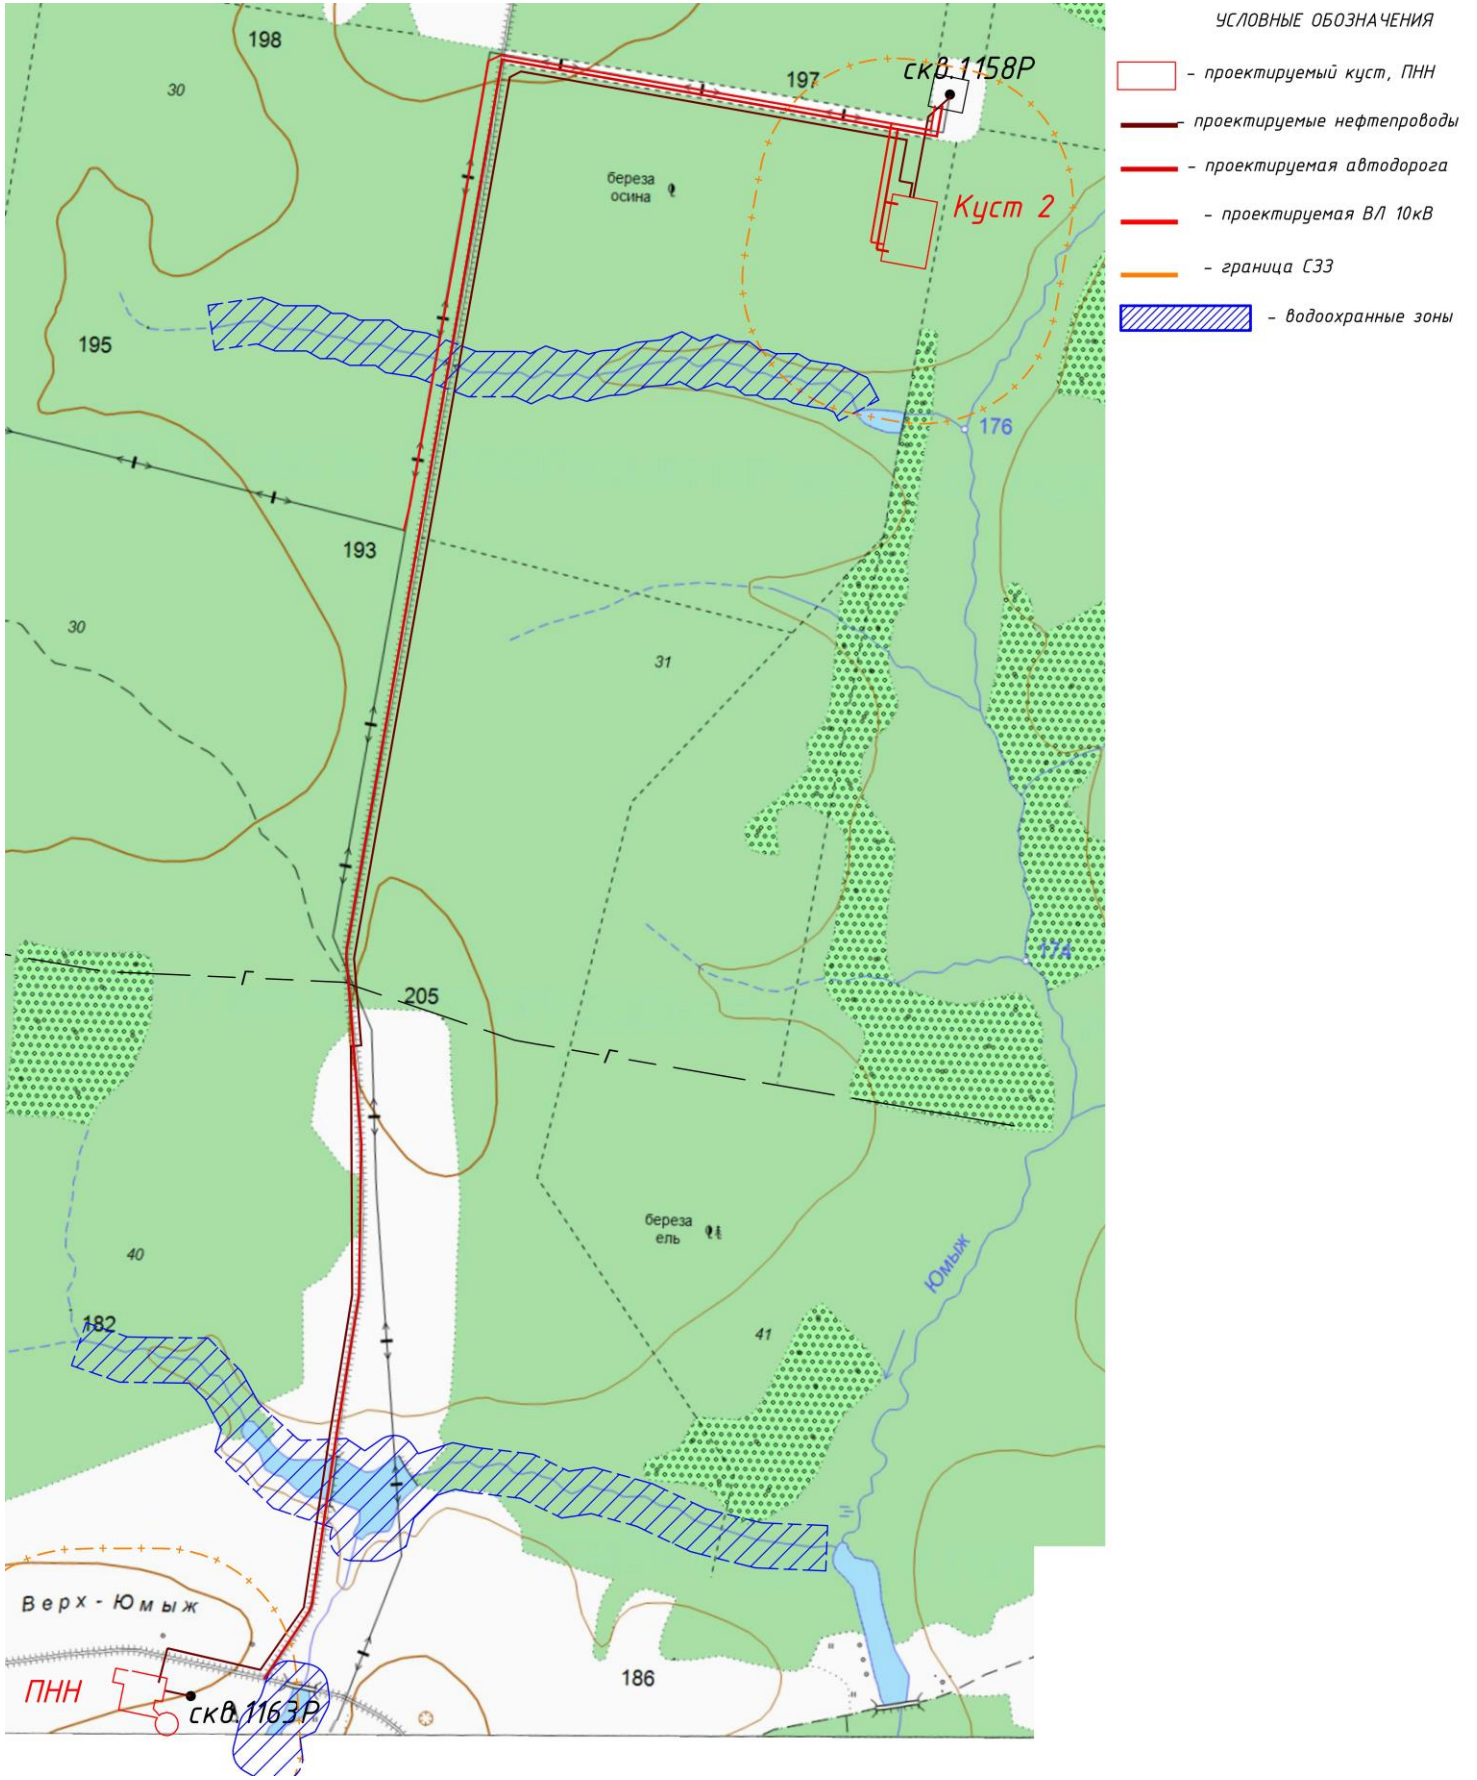 УСЛОВНЫЕ ОБОЗНАЧЕНИЯ
- проектируемый куст, ПНН
- проектируемые нефтепроводы
- проектируемая автодорога
- проектируемая ВЛ 10кВ
- граница СЗЗ
- водоохранные зоны
198
30
197
скв.1158Р
береза
осина
Куст 2
195
176
193
30
31
174
Г
205
Г
береза
ель
40
Юмыж
182
41
Верх - Юмыж
186
ПНН
скв.1163Р